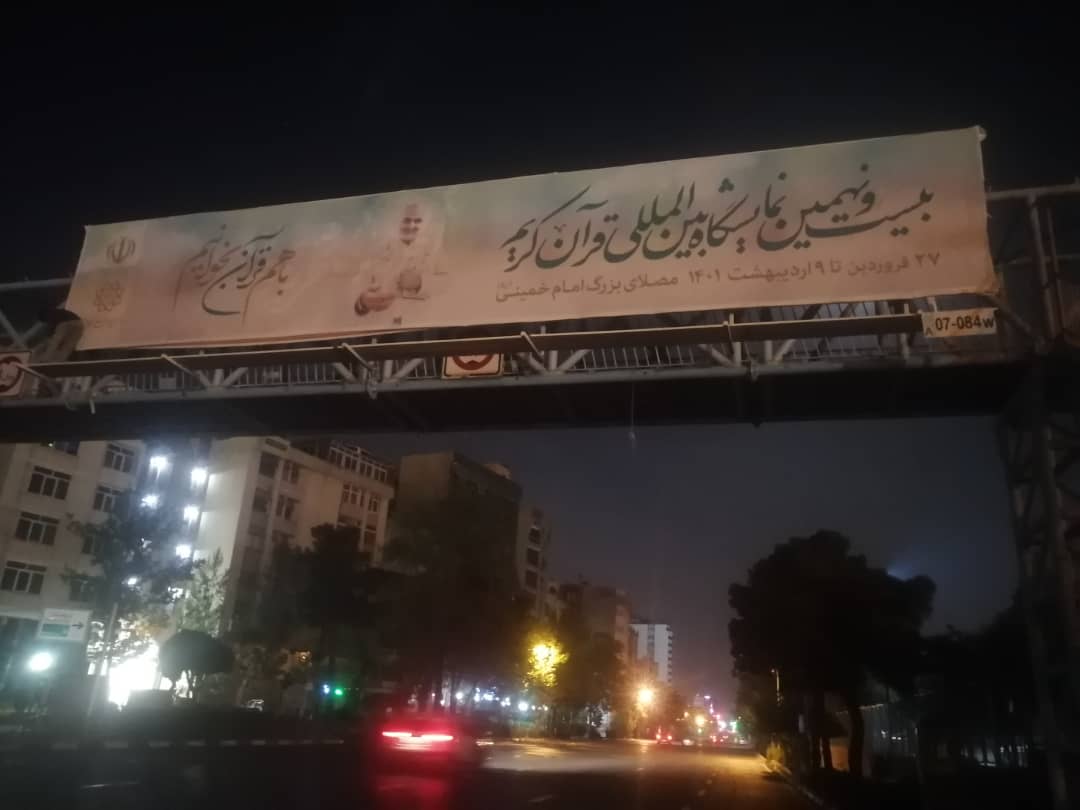 بیست و نهمین نمایشگاه بین المللی قرآن کریم
۲۷ فروردین تا ۹ اردیبهشت ۱۴۰۱ مصلای بزرگ امام خمینی
با هم قرآن بخوانیم
A 07-084w